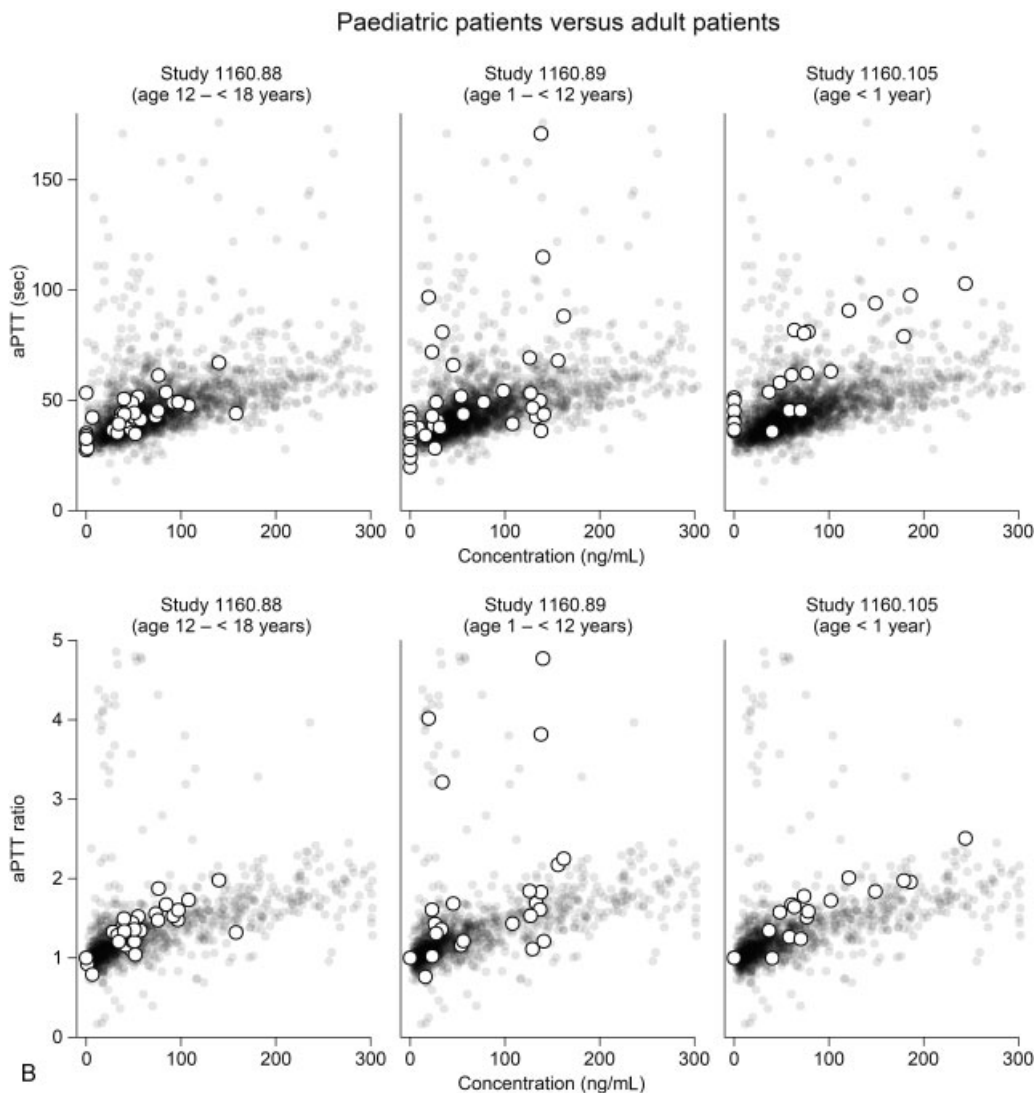 Paediatric patients versus adult patients
Study 1160.88
(age 12 – < 18 years)
Study 1160.89
(age 1 – < 12 years)
Study 1160.105
(age < 1 year)
aPTT (sec)
150
100
50
0
0 100 200 300
0 100 200 300
0 100 200 300
Concentration (ng/mL)
Study 1160.88
(age 12 – < 18 years)
Study 1160.89
(age 1 – < 12 years)
Study 1160.105
(age < 1 year)
aPTT ratio
5
4
3
2
1
0
0 100 200 300
0 100 200 300
0 100 200 300
Concentration (ng/mL)
B